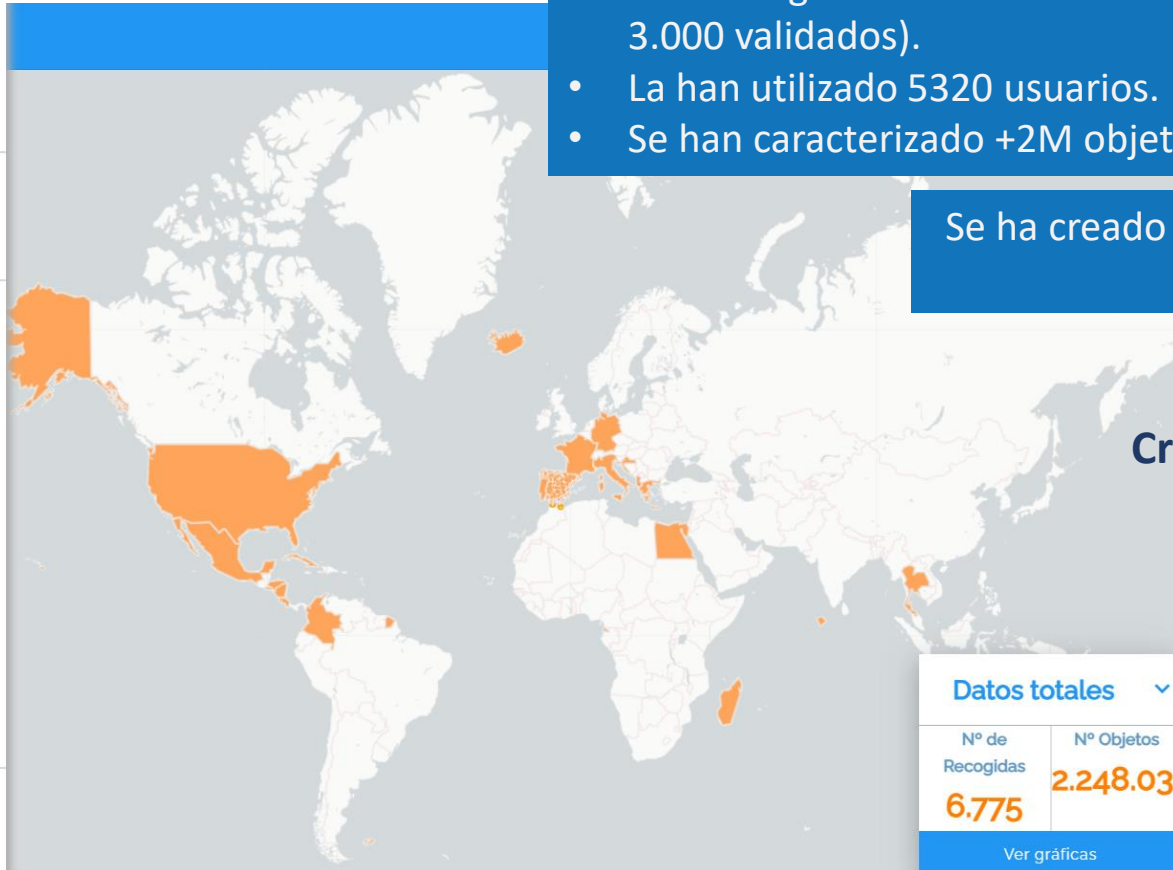 3.000 validados).
• La han utilizado 5320 usuarios.
• Se han caracterizado +2M objet
Se ha creado
Cr
Datos totales
Nº de Recogidas
6.775
Nº Objetos
2.248.03
Ver gráficas